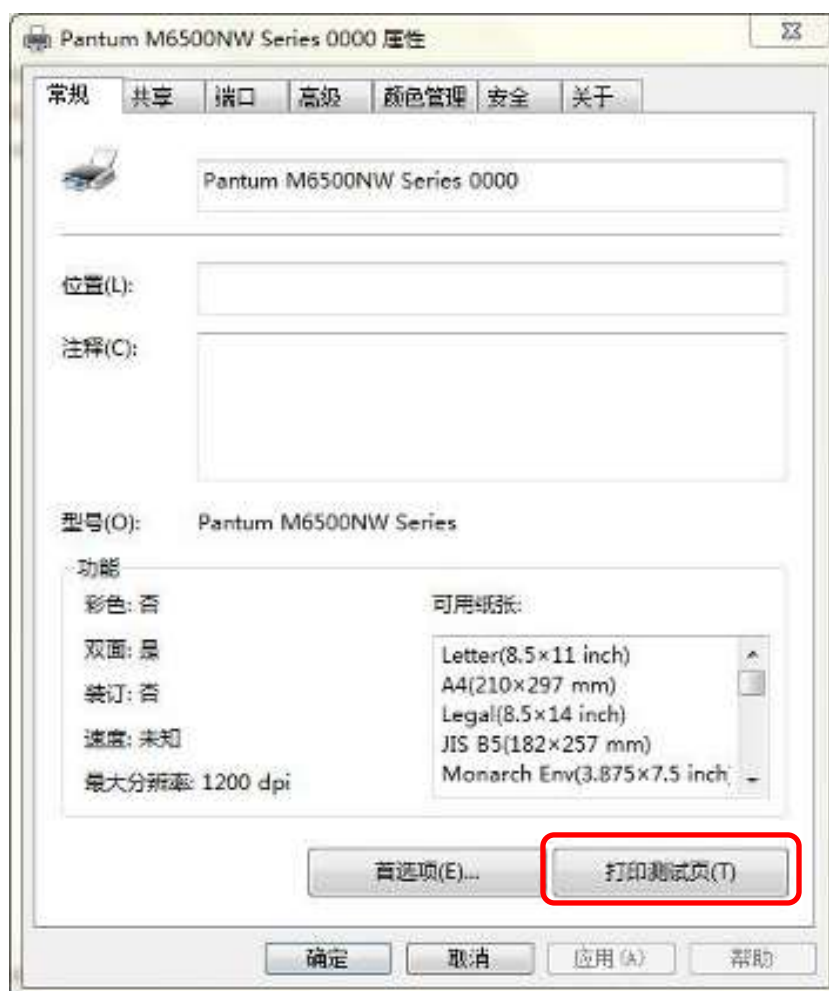 Pantum M6500NW Series 0000 属性
常规 共享 端口 高级 颜色管理 安全 关于
Pantum M6500NW Series 0000
位置(L):
注释(C):
型号(O): Pantum M6500NW Series
功能
彩色: 否
双面: 是
装订: 否
速度: 未知
最大分辨率: 1200 dpi
可用纸张:
Letter(8.5×11 inch)
A4(210×297 mm)
Legal(8.5×14 inch)
JIS B5(182×257 mm)
Monarch Env(3.875×7.5 inch
首选项(E)... 打印测试页(T)
确定 取消 应用(A) 帮助